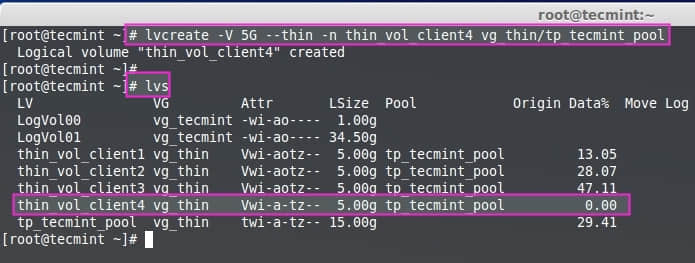 root@tecmint:~
[root@tecmint ~]# lvcreate -V 5G --thin -n thin_vol_client4 vg_thin/tp_tecmint_pool
  Logical volume "thin_vol_client4" created
[root@tecmint ~]#
[root@tecmint ~]# lvs
  LV               VG         Attr       LSize  Pool            Origin Data%  Move Log
  LogVol00         vg_tecmint -wi-ao----  1.00g
  LogVol01         vg_tecmint -wi-ao---- 34.50g
  thin_vol_client1 vg_thin    Vwi-aotz--  5.00g tp_tecmint_pool         13.05
  thin_vol_client2 vg_thin    Vwi-aotz--  5.00g tp_tecmint_pool         28.07
  thin_vol_client3 vg_thin    Vwi-aotz--  5.00g tp_tecmint_pool         47.11
  thin_vol_client4 vg_thin    Vwi-a-tz--  5.00g tp_tecmint_pool          0.00
  tp_tecmint_pool  vg_thin    twi-a-tz-- 15.00g                         29.41
[root@tecmint ~]#